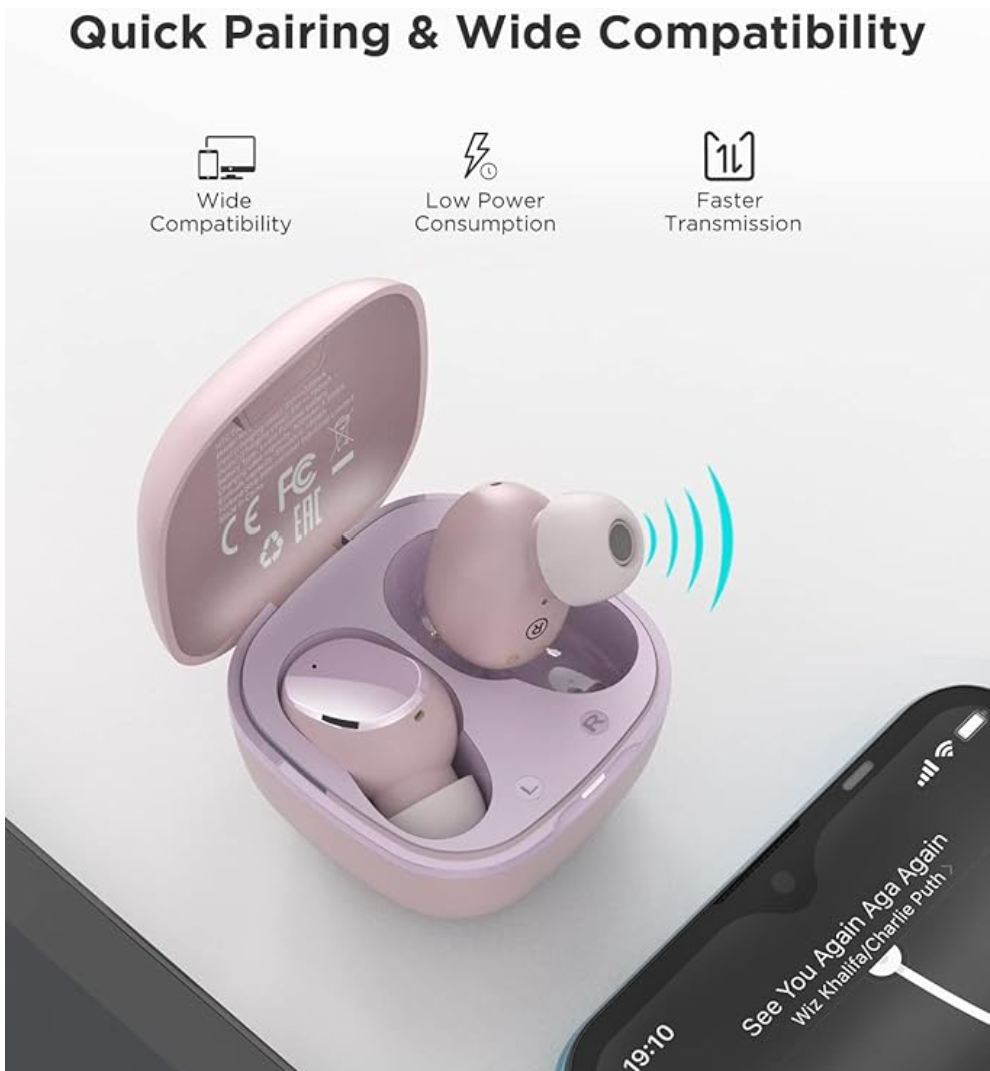 Quick Pairing & Wide Compatibility
Wide
Compatibility
Low Power
Consumption
Faster
Transmission
CE FC
EAC
R
R
L
See You Again Aga Again
Wiz Khalifa/Charlie Puth
19:10